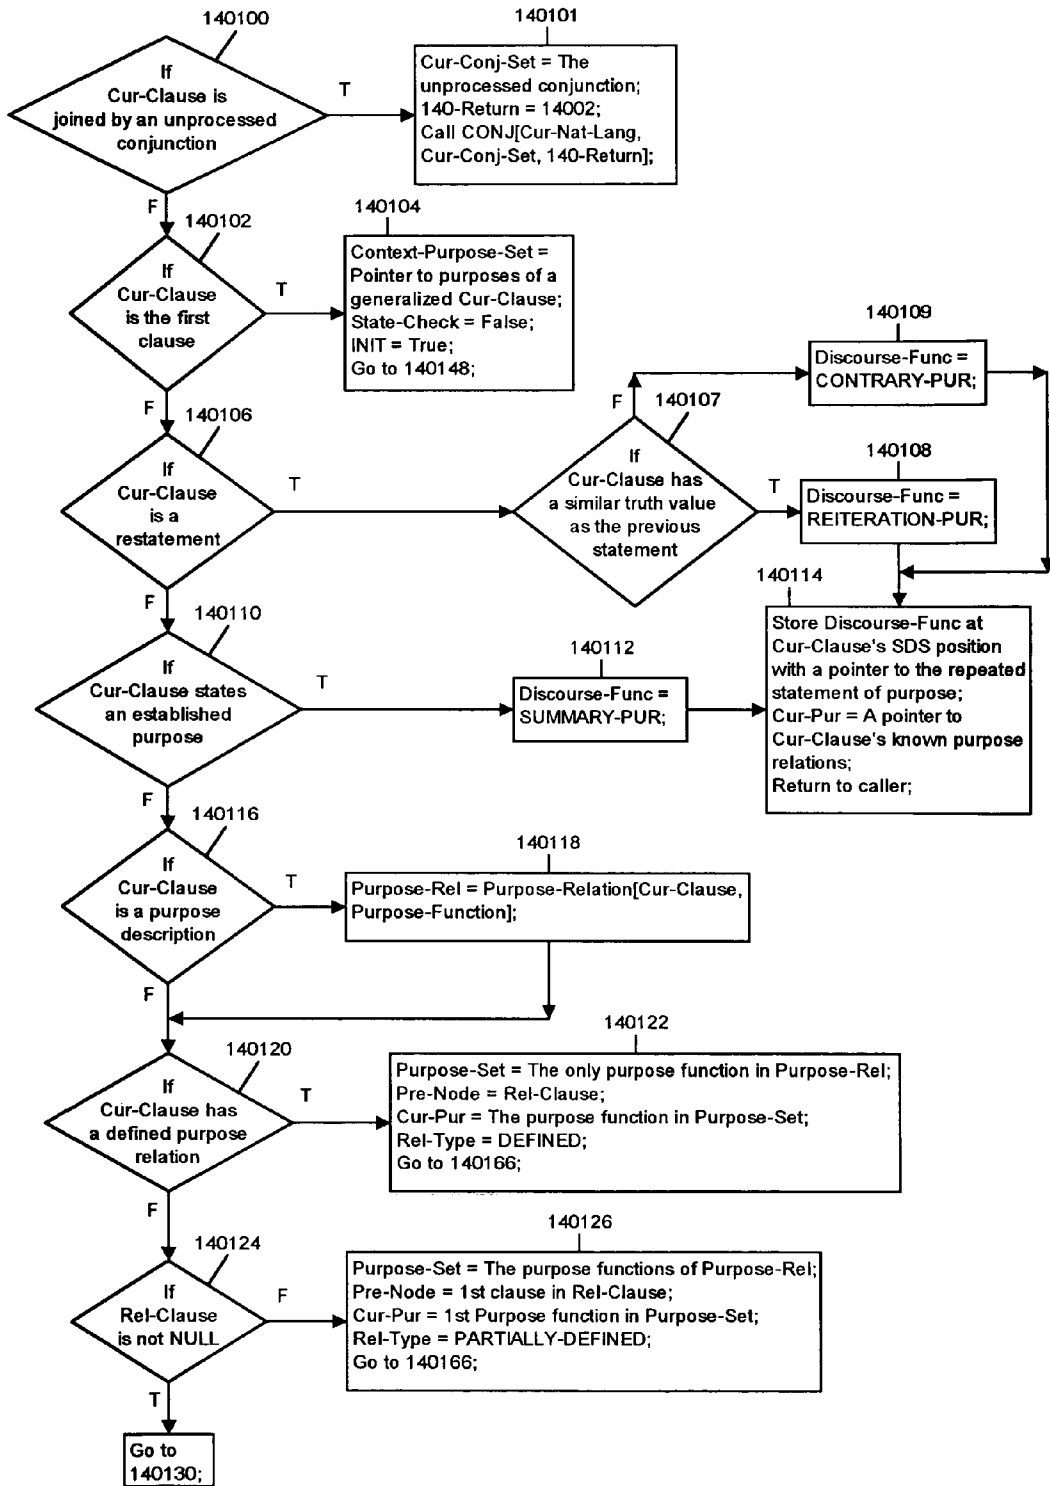 140100
If
Cur-Clause is
joined by an unprocessed
conjunction
T
F
140101
Cur-Conj-Set = The
unprocessed conjunction;
140-Return = 14002;
Call CONJ[Cur-Nat-Lang,
Cur-Conj-Set, 140-Return];
140102
If
Cur-Clause
is the first
clause
T
F
140104
Context-Purpose-Set =
Pointer to purposes of a
generalized Cur-Clause;
State-Check = False;
INIT = True;
Go to 140148;
140106
If
Cur-Clause
is a
restatement
T
F
140107
If
Cur-Clause has
a similar truth value
as the previous
statement
F
T
140109
Discourse-Func =
CONTRARY-PUR;
140108
Discourse-Func =
REITERATION-PUR;
140110
If
Cur-Clause states
an established
purpose
T
F
140112
Discourse-Func =
SUMMARY-PUR;
140114
Store Discourse-Func at
Cur-Clause's SDS position
with a pointer to the repeated
statement of purpose;
Cur-Pur = A pointer to
Cur-Clause's known purpose
relations;
Return to caller;
140116
If
Cur-Clause
is a purpose
description
T
F
140118
Purpose-Rel = Purpose-Relation[Cur-Clause,
Purpose-Function];
140120
If
Cur-Clause has
a defined purpose
relation
T
F
140122
Purpose-Set = The only purpose function in Purpose-Rel;
Pre-Node = Rel-Clause;
Cur-Pur = The purpose function in Purpose-Set;
Rel-Type = DEFINED;
Go to 140166;
140124
If
Rel-Clause
is not NULL
F
T
140126
Purpose-Set = The purpose functions of Purpose-Rel;
Pre-Node = 1st clause in Rel-Clause;
Cur-Pur = 1st Purpose function in Purpose-Set;
Rel-Type = PARTIALLY-DEFINED;
Go to 140166;
Go to
140130;